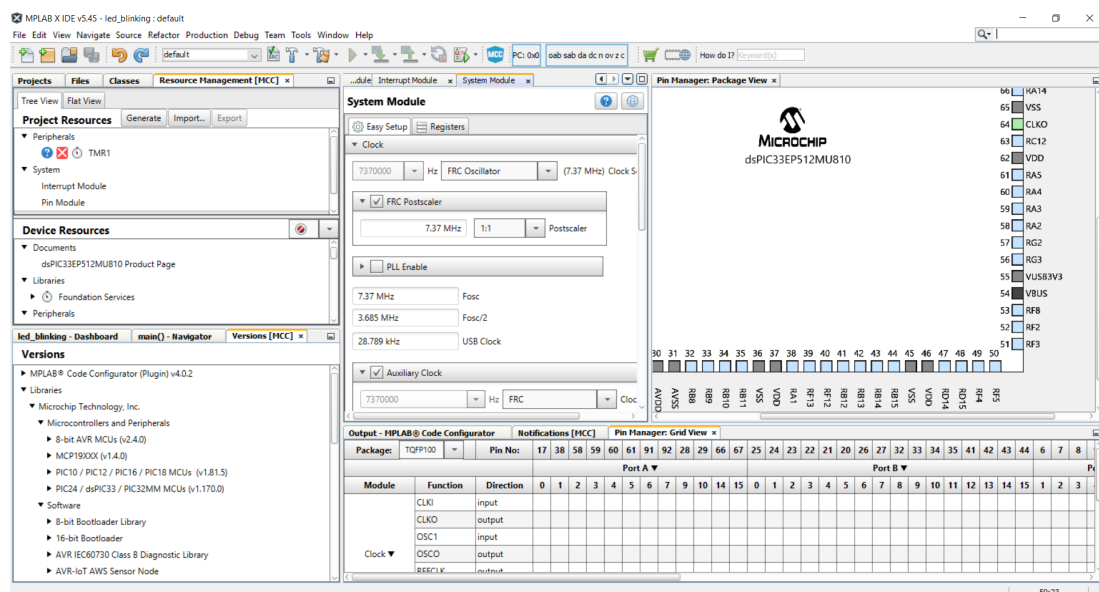 MPLAB X IDE v5.45 - led_blinking : default
File Edit View Navigate Source Refactor Production Debug Team Tools Window Help
default
PC: 0x0
oab sab da dc n ov z c
How do I? Keyword(s)
Projects Files Classes Resource Management [MCC] ×
Tree View Flat View
Project Resources Generate Import... Export
Peripherals
TMR1
System
Interrupt Module
Pin Module
Device Resources
Documents
dsPIC33EP512MU810 Product Page
Libraries
Foundation Services
Peripherals
led_blinking - Dashboard main() - Navigator Versions [MCC] ×
Versions
MPLAB® Code Configurator (Plugin) v4.0.2
Libraries
Microchip Technology, Inc.
Microcontrollers and Peripherals
8-bit AVR MCUs (v2.4.0)
MCP19XXX (v1.4.0)
PIC10 / PIC12 / PIC16 / PIC18 MCUs (v1.81.5)
PIC24 / dsPIC33 / PIC32MM MCUs (v1.170.0)
Software
8-bit Bootloader Library
16-bit Bootloader
AVR IEC60730 Class B Diagnostic Library
AVR-IoT AWS Sensor Node
...dule Interrupt Module × System Module ×
System Module
Easy Setup Registers
Clock
7370000 Hz FRC Oscillator (7.37 MHz) Clock S
FRC Postscaler
7.37 MHz 1:1 Postscaler
PLL Enable
7.37 MHz Fosc
3.685 MHz Fosc/2
28.789 kHz USB Clock
Auxiliary Clock
7370000 Hz FRC Cloc
Pin Manager: Package View ×
MICROCHIP
dsPIC33EP512MU810
66 RA14
65 VSS
64 CLKO
63 RC12
62 VDD
61 RA5
60 RA4
59 RA3
58 RA2
57 RG2
56 RG3
55 VUSB3V3
54 VBUS
53 RF8
52 RF2
51 RF3
30 31 32 33 34 35 36 37 38 39 40 41 42 43 44 45 46 47 48 49 50
AVDD AVSS RB8 RB9 RB10 RB11 VSS VDD RA1 RF13 RF12 RB12 RB13 RB14 RB15 VSS VDD RD14 RD15 RF4 RF5
Output - MPLAB® Code Configurator Notifications [MCC] Pin Manager: Grid View ×
Package: TQFP100 Pin No: 17 38 58 59 60 61 91 92 28 29 66 67 25 24 23 22 21 20 26 27 32 33 34 35 41 42 43 44 6 7 8
Port A ▼ Port B ▼
Module Function Direction 0 1 2 3 4 5 6 7 9 10 14 15 0 1 2 3 4 5 6 7 8 9 10 11 12 13 14 15 1 2 3
CLKI input
CLKO output
OSC1 input
Clock ▼ OSCO output
REFCLK output